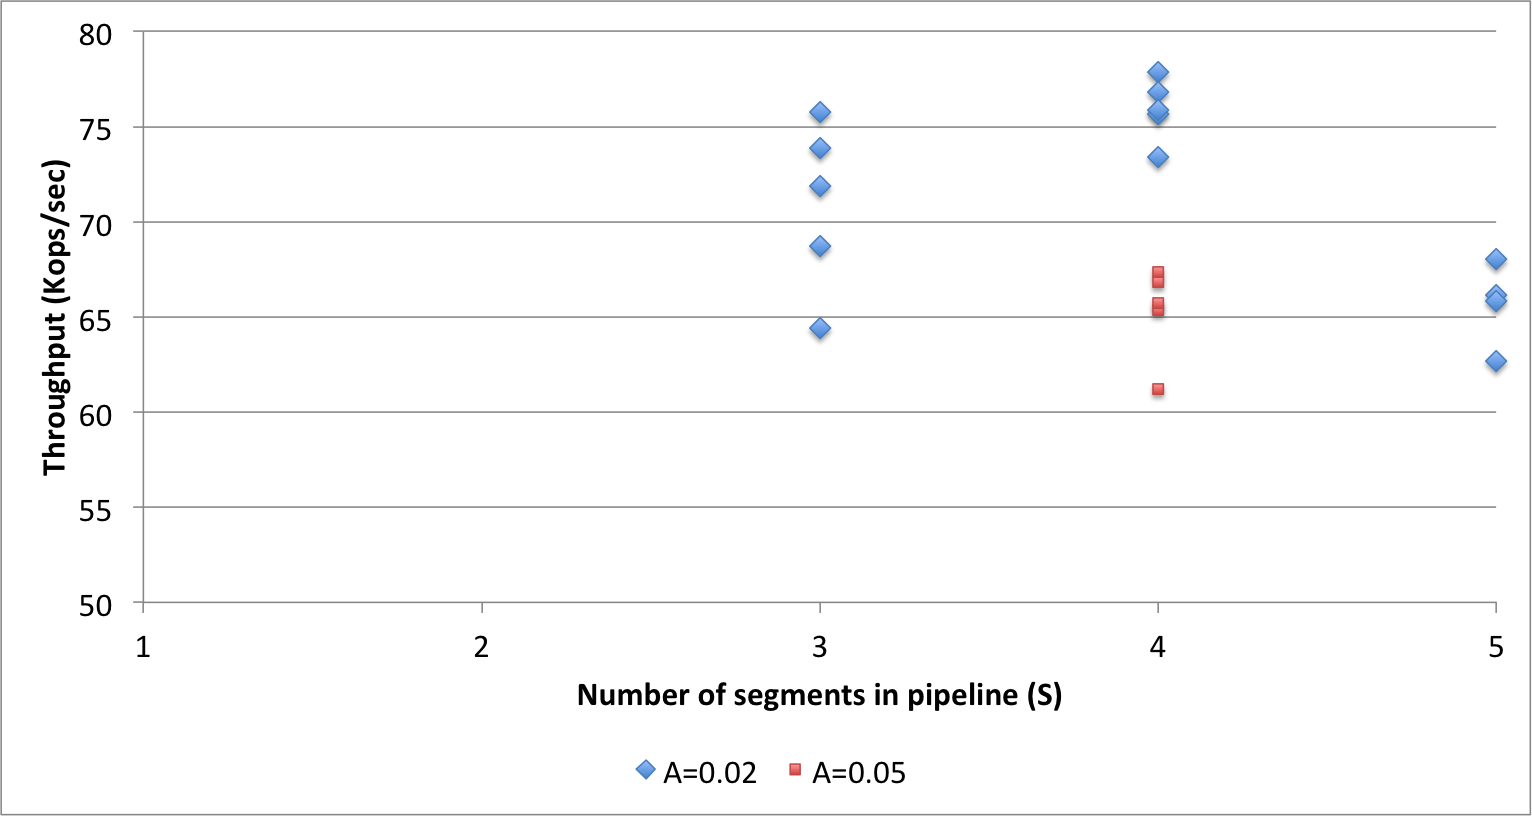 80
75
70
65
60
55
50
Throughput (Kops/sec)
1 2 3 4 5
Number of segments in pipeline (S)
A=0.02 A=0.05